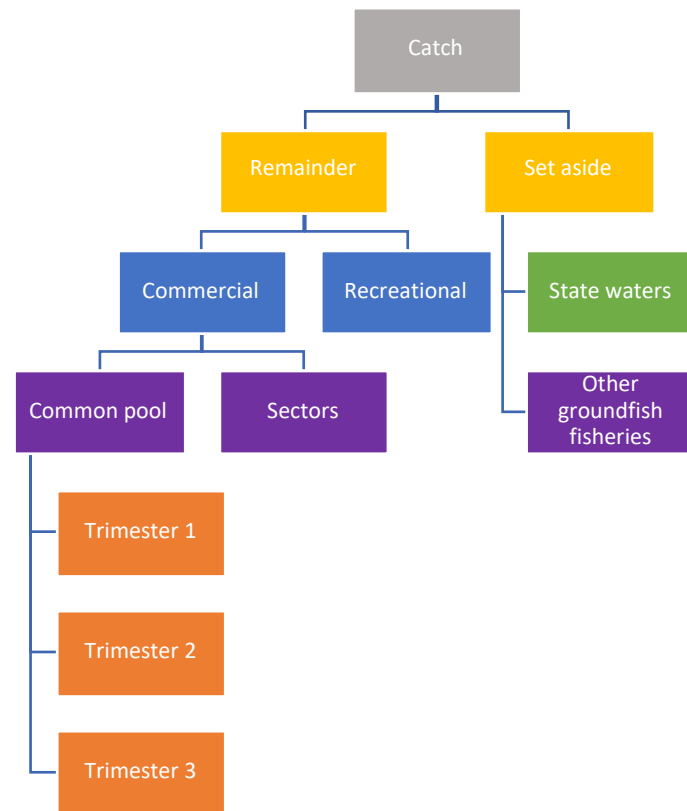 Catch
Remainder
Set aside
Commercial
Recreational
State waters
Common pool
Sectors
Other
groundfish
fisheries
Trimester 1
Trimester 2
Trimester 3